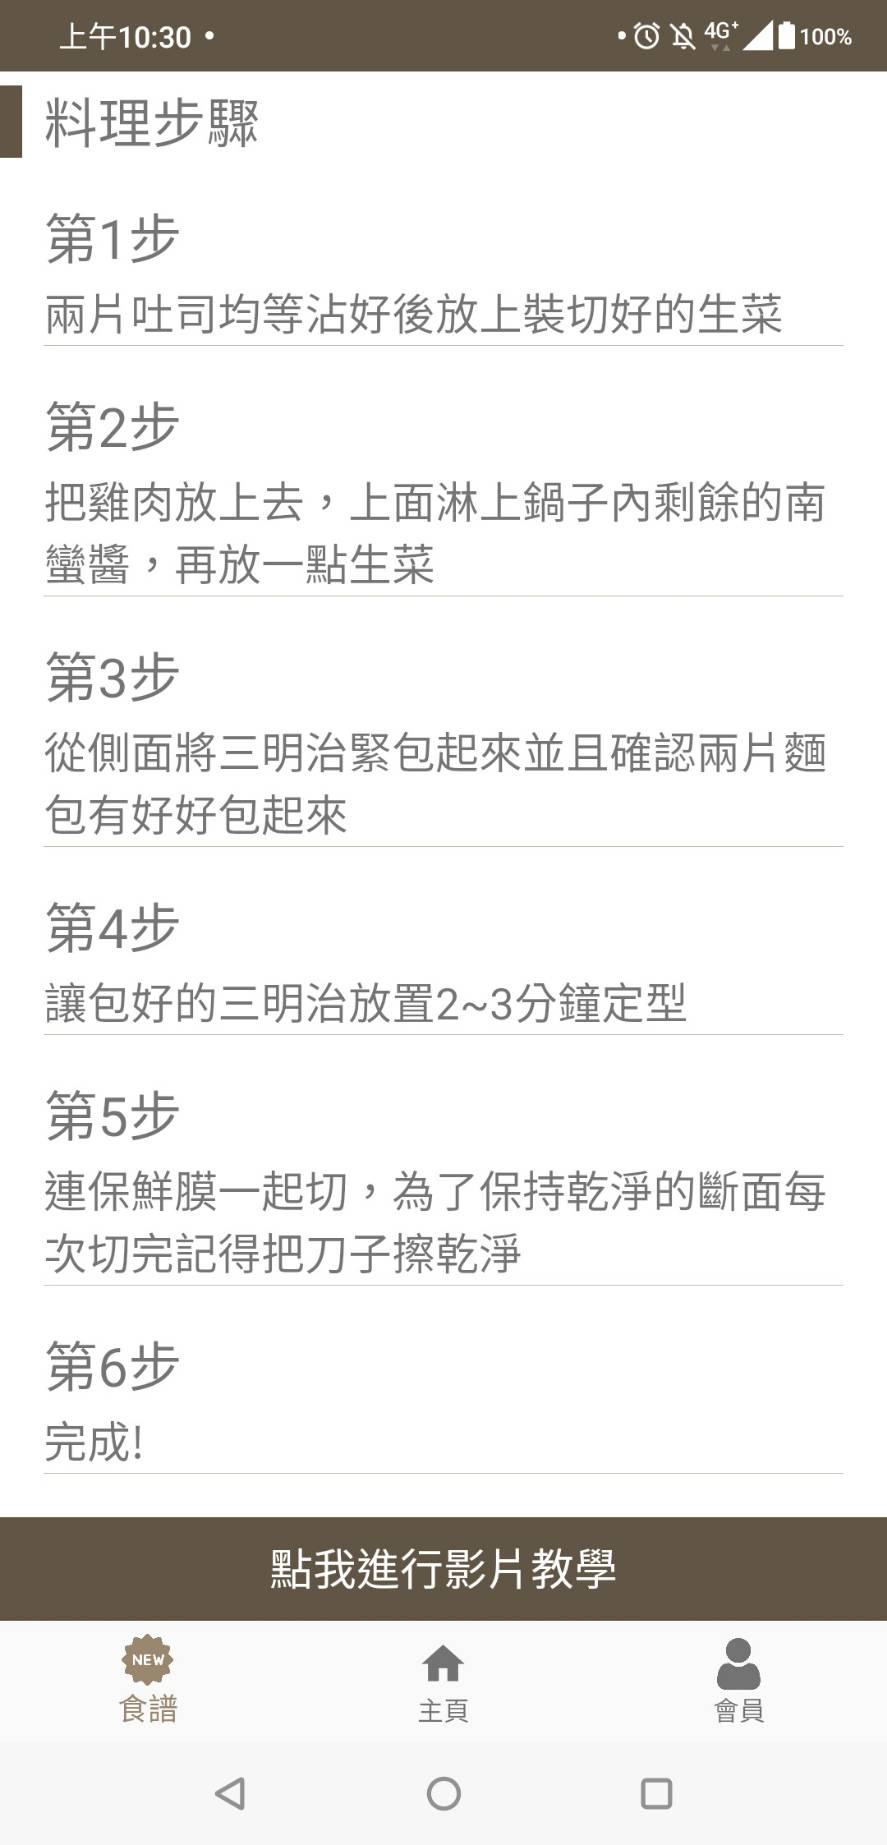 上午10:30
4G+ 100%
料理步驟
第1步
兩片吐司均等沾好後放上裝切好的生菜
第2步
把雞肉放上去，上面淋上鍋子內剩餘的南
蠻醬，再放一點生菜
第3步
從側面將三明治緊包起來並且確認兩片麵
包有好好包起來
第4步
讓包好的三明治放置2~3分鐘定型
第5步
連保鮮膜一起切，為了保持乾淨的斷面每
次切完記得把刀子擦乾淨
第6步
完成!
點我進行影片教學
NEW
食譜 主頁 會員